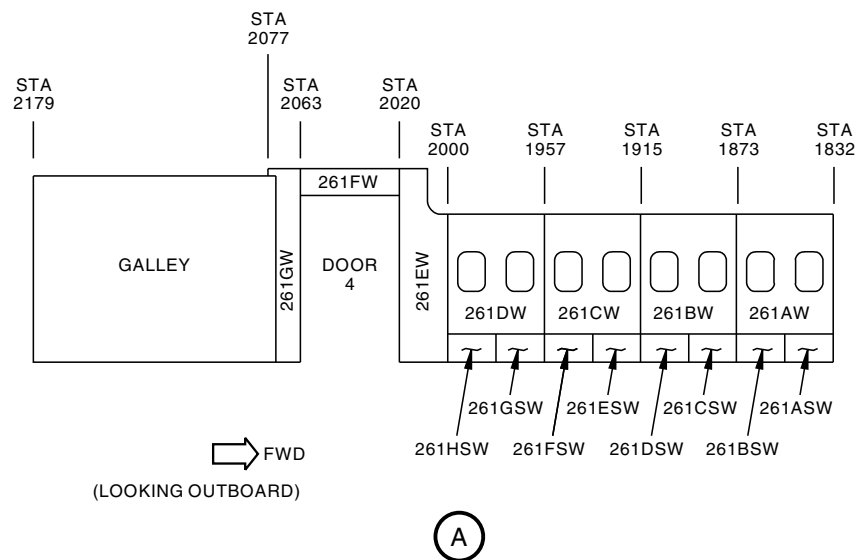 STA
2077
STA
2179
STA
2063
STA
2020
STA
2000
STA
1957
STA
1915
STA
1873
STA
1832
261FW
GALLEY
261GW
DOOR
4
261EW
261DW
261CW
261BW
261AW
261GSW
261ESW
261CSW
261ASW
261HSW
261FSW
261DSW
261BSW
FWD
(LOOKING OUTBOARD)
A